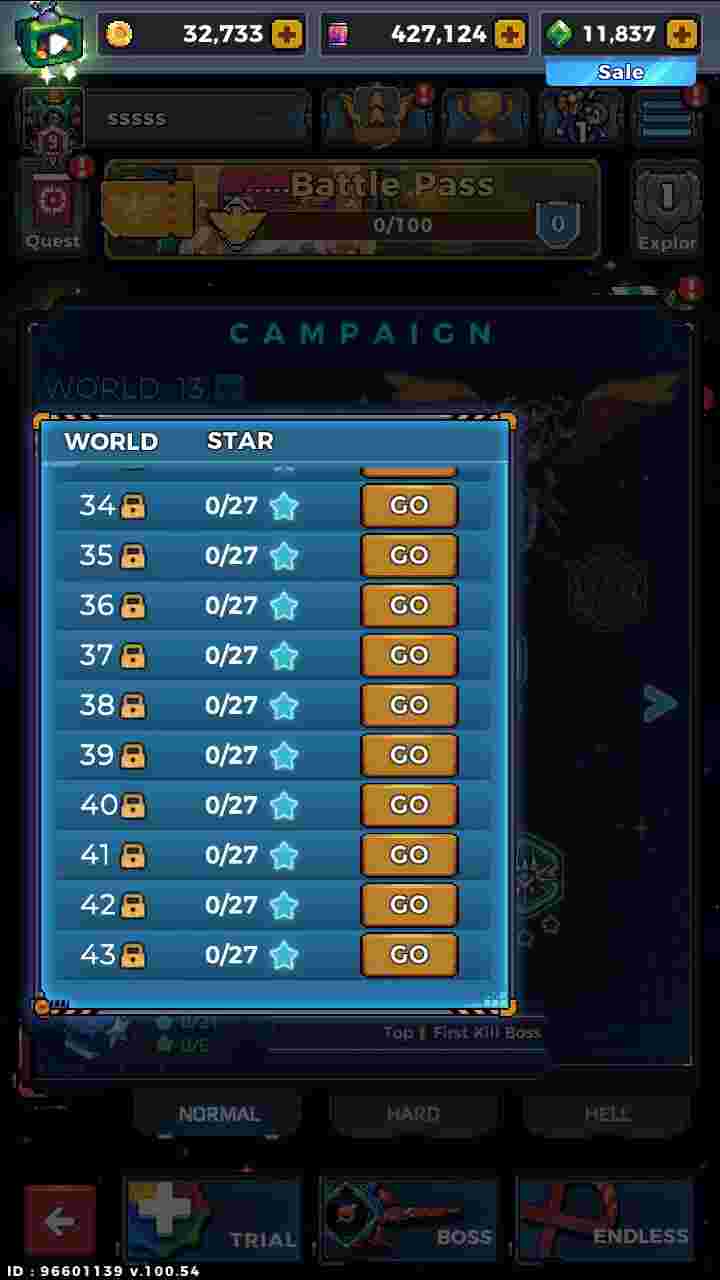 32,733
427,124
11,837
Sale
9
sssss
1
Quest
.....Battle Pass
0/100
0
1
Explor
CAMPAIGN
WORLD 13
WORLD STAR
34 0/27 GO
35 0/27 GO
36 0/27 GO
37 0/27 GO
38 0/27 GO
39 0/27 GO
40 0/27 GO
41 0/27 GO
42 0/27 GO
43 0/27 GO
Top 1 First Kill Boss
NORMAL HARD HELL
TRIAL BOSS ENDLESS
ID : 96601139 v.100.54